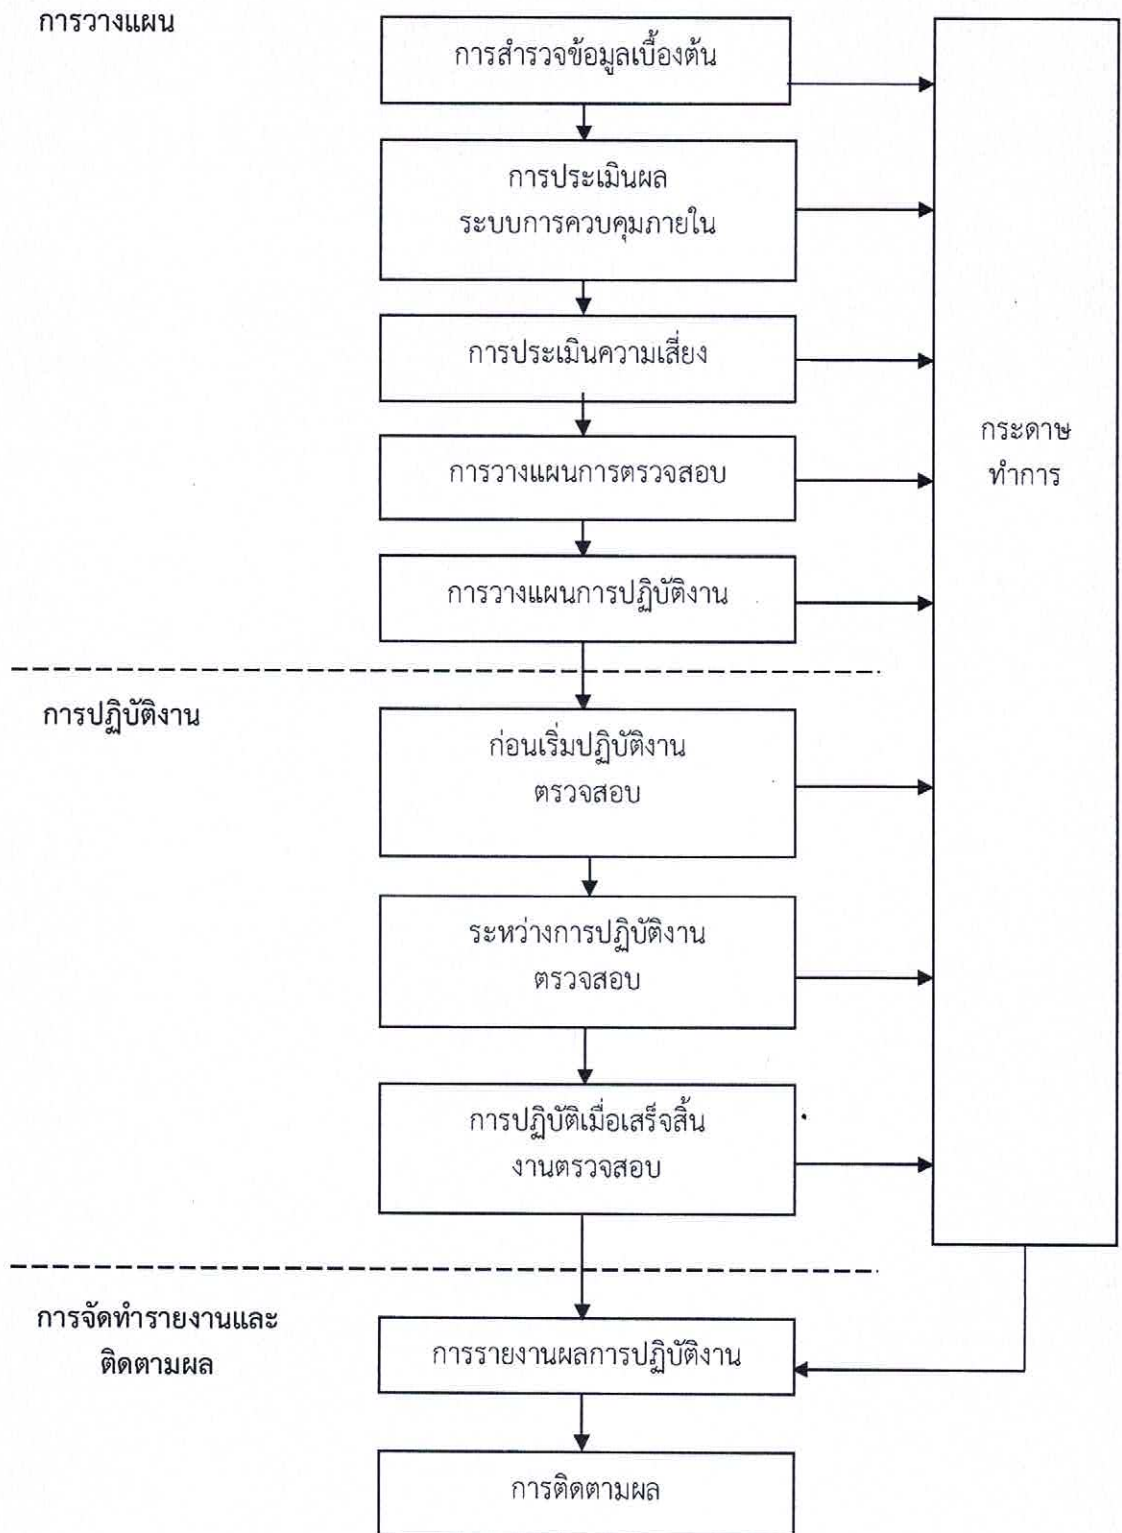 การวางแผน
การสำรวจข้อมูลเบื้องต้น
การประเมินผล
ระบบการควบคุมภายใน
การประเมินความเสี่ยง
กระดาษ
ทำการ
การวางแผนการตรวจสอบ
การวางแผนการปฏิบัติงาน
การปฏิบัติงาน
ก่อนเริ่มปฏิบัติงาน
ตรวจสอบ
ระหว่างการปฏิบัติงาน
ตรวจสอบ
การปฏิบัติเมื่อเสร็จสิ้น
งานตรวจสอบ
การจัดทำรายงานและ
ติดตามผล
การรายงานผลการปฏิบัติงาน
การติดตามผล